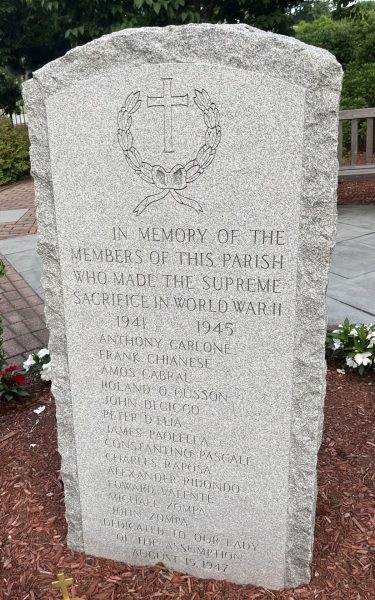 IN MEMORY OF THE
MEMBERS OF THIS PARISH
WHO MADE THE SUPREME
SACRIFICE IN WORLD WAR II
1941 1945
ANTHONY CARLONE
FRANK CHIANESE
AMOS CABRAL
ROLAND O. CUSSON
JOHN DECICCO
PETER D'ELIA
JAMES PAOLELLA
CONSTANTINO PASCALE
CHARLES RAPOSA
ALEXANDER RIDONDO
EDWARD VALENTE
MICHAEL ZOMPA
JOHN ZOMPA
DEDICATED TO OUR LADY
OF THE ASSUMPTION
AUGUST 15, 1947